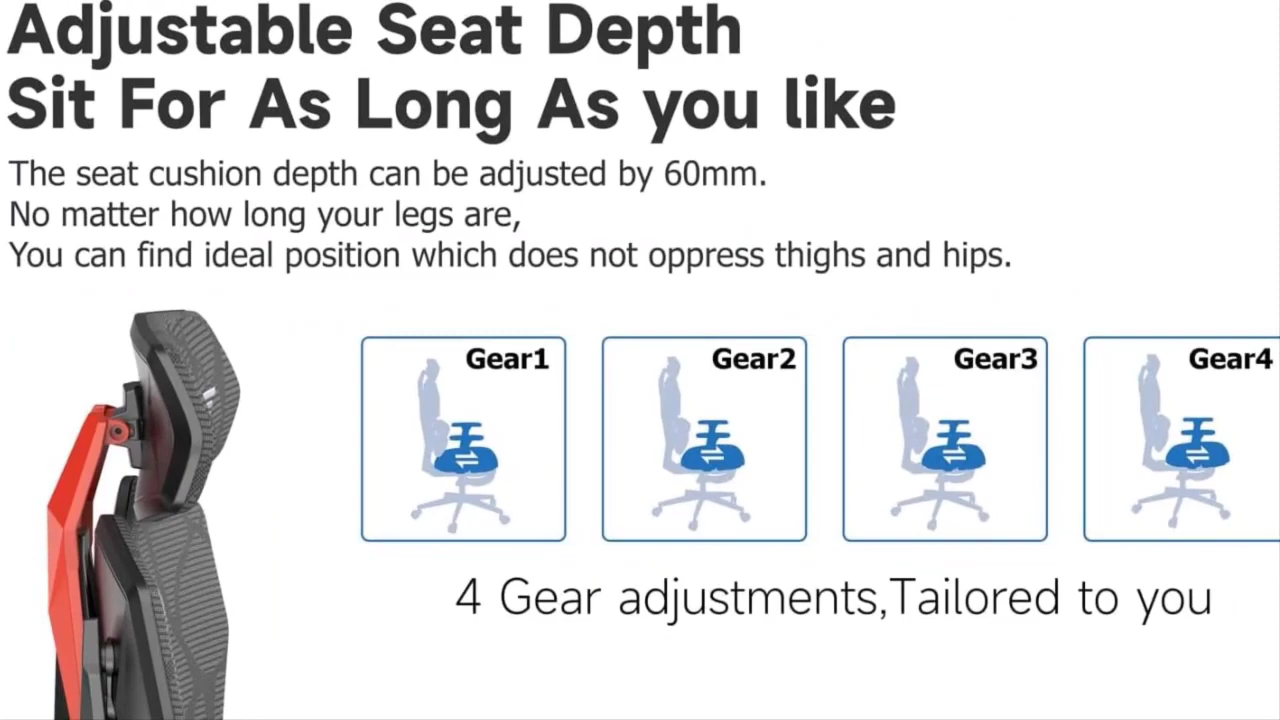 Adjustable Seat Depth
Sit For As Long As you like
The seat cushion depth can be adjusted by 60mm.
No matter how long your legs are,
You can find ideal position which does not oppress thighs and hips.
Gear1
Gear2
Gear3
Gear4
4 Gear adjustments,Tailored to you